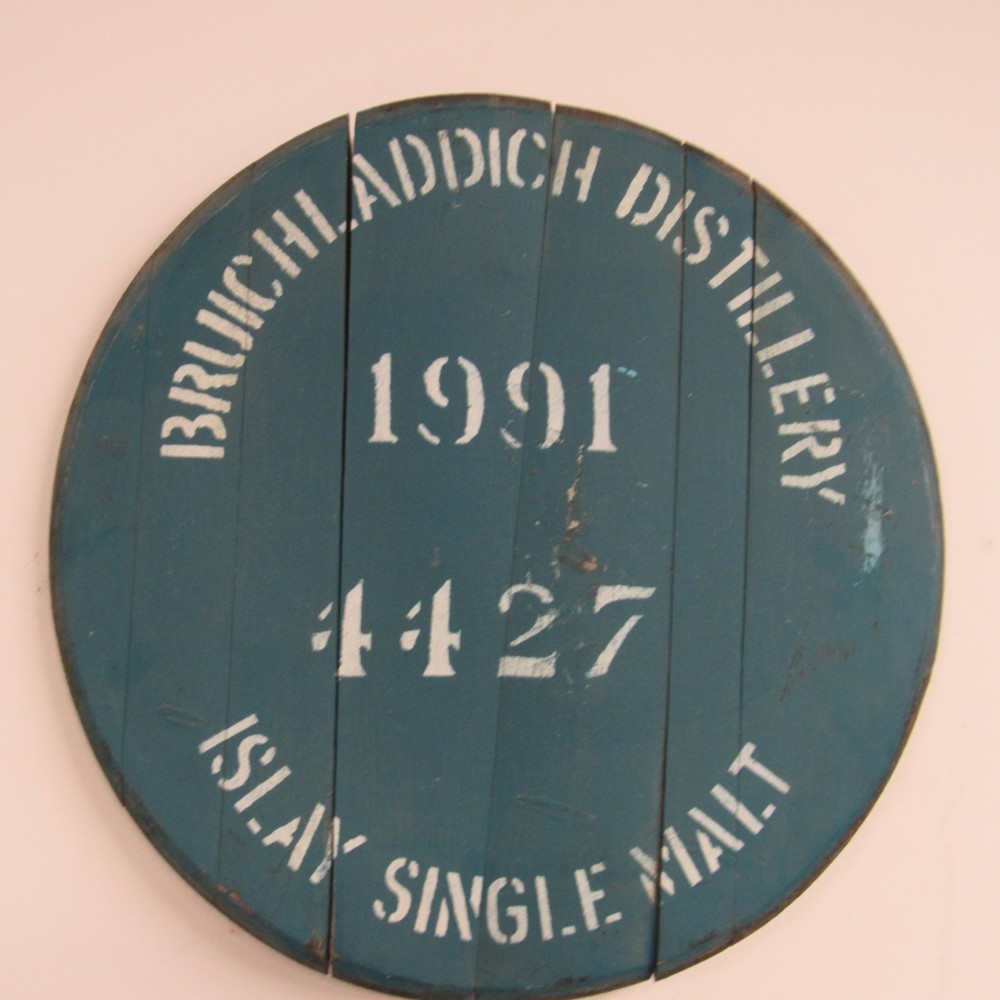 BRUICHLADDICH DISTILLERY
1991
4427
ISLAY SINGLE MALT